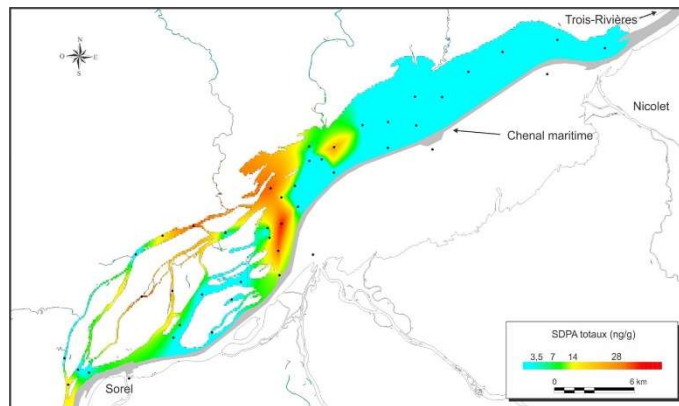 Trois-Rivières
N
O E
S
Nicolet
Chenal maritime
SDPA totaux (ng/g)
3,5 7 14 28
0 6 km
Sorel